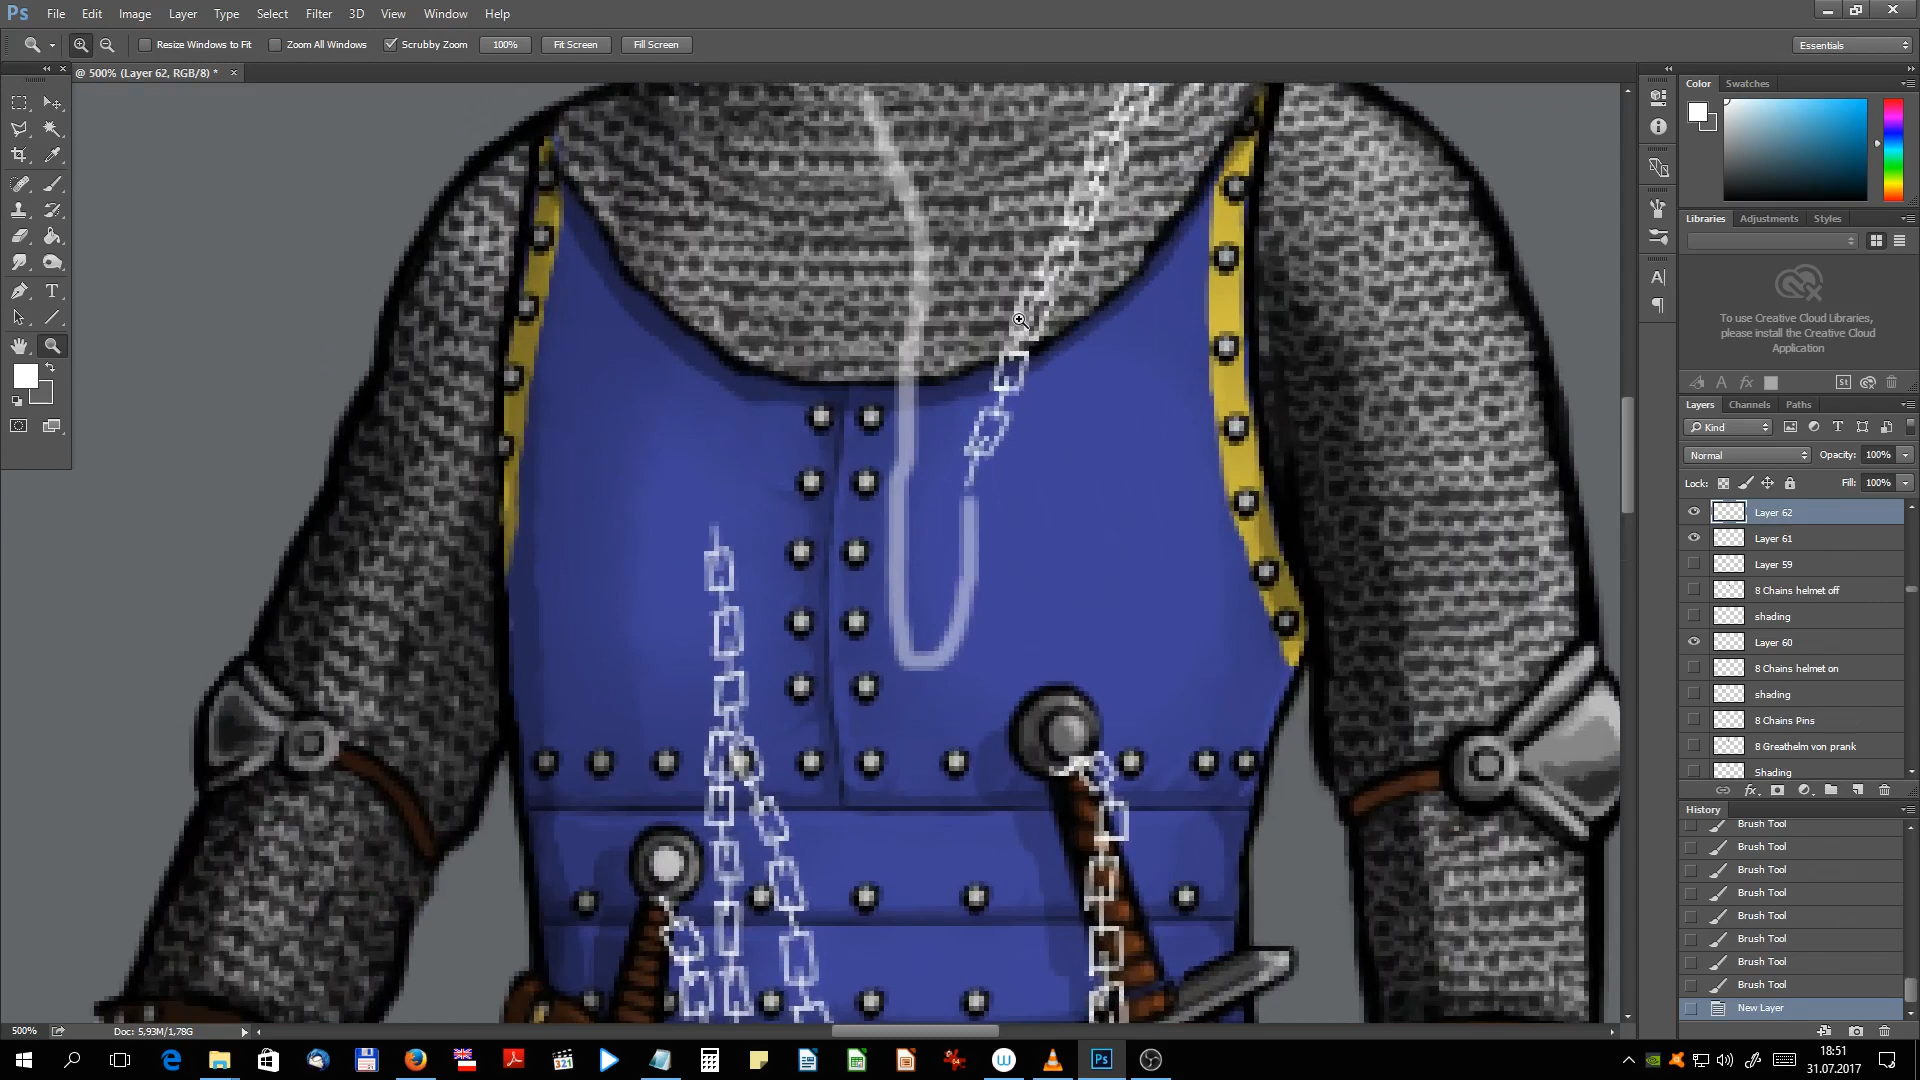 Ps File Edit Image Layer Type Select Filter 3D View Window Help
Resize Windows to Fit Zoom All Windows Scrubby Zoom 100% Fit Screen Fill Screen Essentials
@ 500% (Layer 62, RGB/8) *
Color Swatches
Libraries Adjustments Styles
To use Creative Cloud Libraries,
please install the Creative Cloud
Application
Layers Channels Paths
Kind
Normal Opacity: 100%
Lock: Fill: 100%
Layer 62
Layer 61
Layer 59
8 Chains helmet off
shading
Layer 60
8 Chains helmet on
shading
8 Chains Pins
8 Greathelm von prank
Shading
History
Brush Tool
Brush Tool
Brush Tool
Brush Tool
Brush Tool
Brush Tool
Brush Tool
Brush Tool
New Layer
500% Doc: 5,93M/1,78G
18:51
31.07.2017